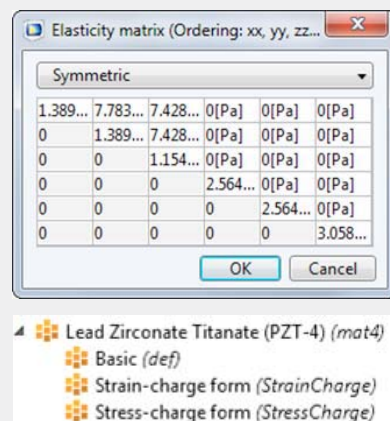 Elasticity matrix (Ordering: xx, yy, zz...
Symmetric
1.389... 7.783... 7.428... 0[Pa] 0[Pa] 0[Pa]
0 1.389... 7.428... 0[Pa] 0[Pa] 0[Pa]
0 0 1.154... 0[Pa] 0[Pa] 0[Pa]
0 0 0 2.564... 0[Pa] 0[Pa]
0 0 0 0 2.564... 0[Pa]
0 0 0 0 0 3.058...
OK Cancel
Lead Zirconate Titanate (PZT-4) (mat4)
Basic (def)
Strain-charge form (StrainCharge)
Stress-charge form (StressCharge)